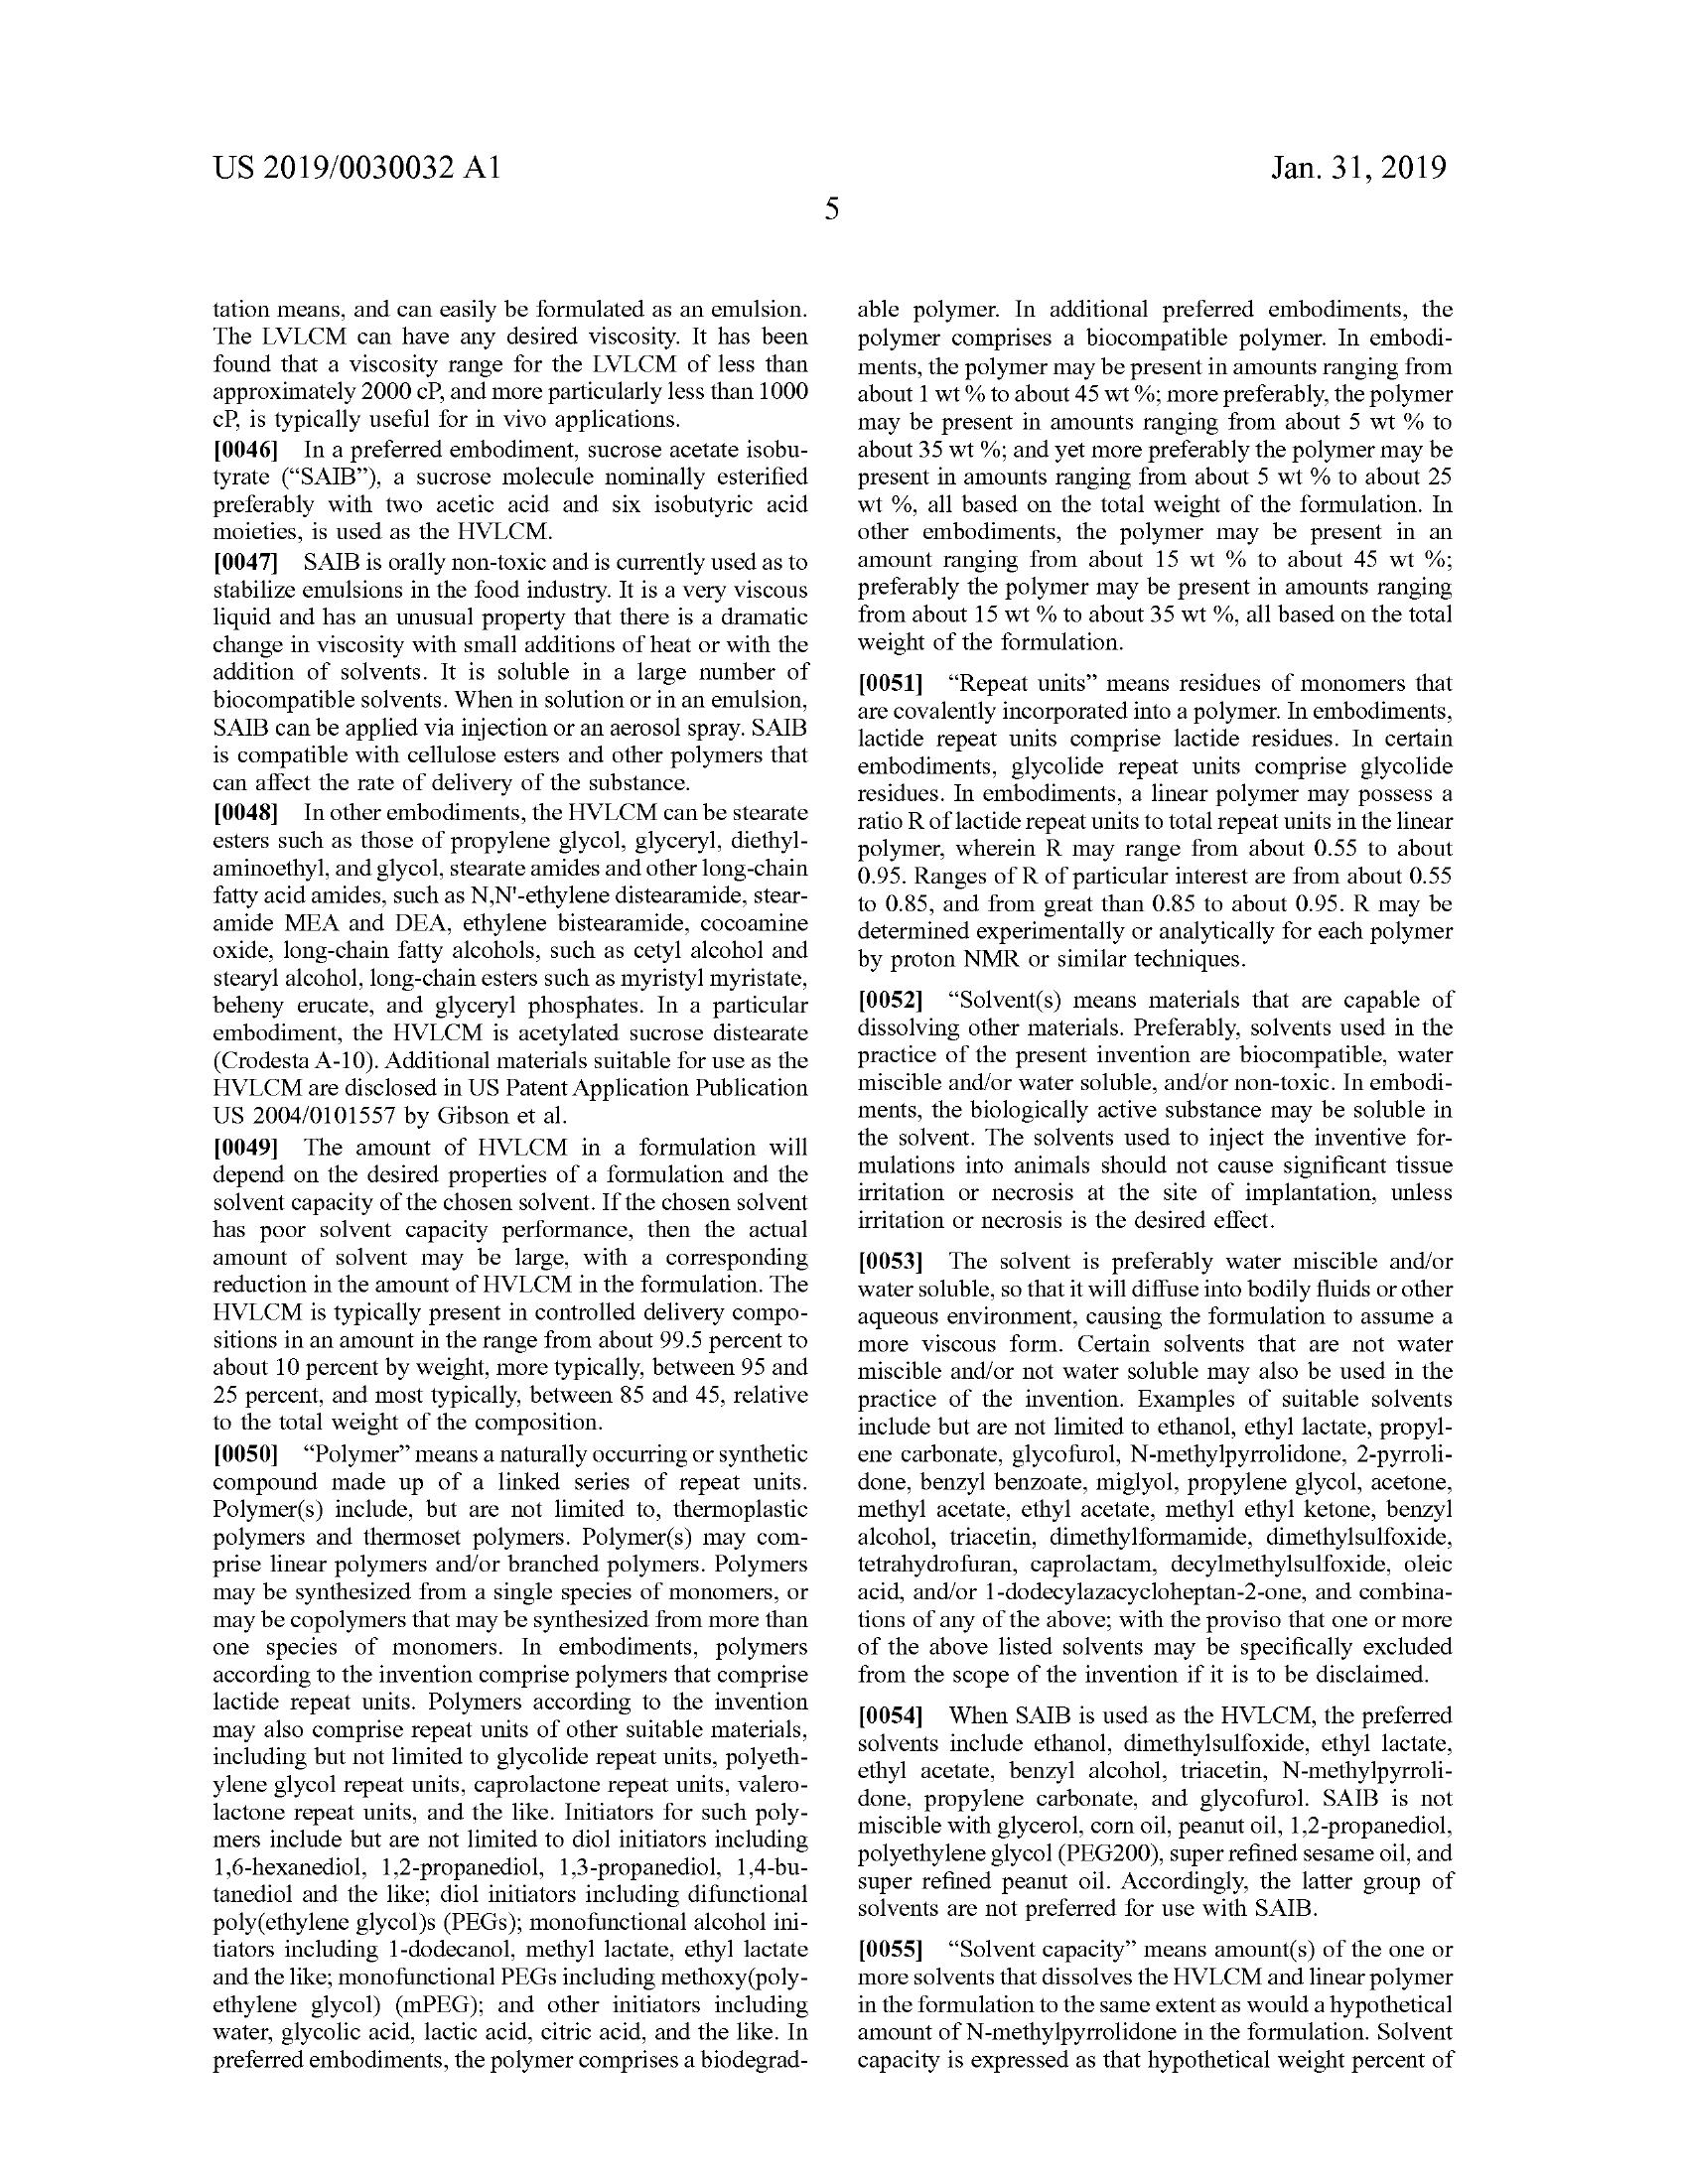 US 2019/0030032 A1
Jan. 31, 2019
5
tation means, and can easily be formulated as an emulsion.
The LVLCM can have any desired viscosity. It has been
found that a viscosity range for the LVLCM of less than
approximately 2000 cP, and more particularly less than 1000
cP, is typically useful for in vivo applications.
[0046] In a preferred embodiment, sucrose acetate isobu-
tyrate (“SAIB”), a sucrose molecule nominally esterified
preferably with two acetic acid and six isobutyric acid
moieties, is used as the HVLCM.
[0047] SAIB is orally non-toxic and is currently used as to
stabilize emulsions in the food industry. It is a very viscous
liquid and has an unusual property that there is a dramatic
change in viscosity with small additions of heat or with the
addition of solvents. It is soluble in a large number of
biocompatible solvents. When in solution or in an emulsion,
SAIB can be applied via injection or an aerosol spray. SAIB
is compatible with cellulose esters and other polymers that
can affect the rate of delivery of the substance.
[0048] In other embodiments, the HVLCM can be stearate
esters such as those of propylene glycol, glyceryl, diethyl-
aminoethyl, and glycol, stearate amides and other long-chain
fatty acid amides, such as N,N'-ethylene distearamide, stear-
amide MEA and DEA, ethylene bistearamide, cocoamine
oxide, long-chain fatty alcohols, such as cetyl alcohol and
stearyl alcohol, long-chain esters such as myristyl myristate,
beheny erucate, and glyceryl phosphates. In a particular
embodiment, the HVLCM is acetylated sucrose distearate
(Crodesta A-10). Additional materials suitable for use as the
HVLCM are disclosed in US Patent Application Publication
US 2004/0101557 by Gibson et al.
[0049] The amount of HVLCM in a formulation will
depend on the desired properties of a formulation and the
solvent capacity of the chosen solvent. If the chosen solvent
has poor solvent capacity performance, then the actual
amount of solvent may be large, with a corresponding
reduction in the amount of HVLCM in the formulation. The
HVLCM is typically present in controlled delivery compo-
sitions in an amount in the range from about 99.5 percent to
about 10 percent by weight, more typically, between 95 and
25 percent, and most typically, between 85 and 45, relative
to the total weight of the composition.
[0050] “Polymer” means a naturally occurring or synthetic
compound made up of a linked series of repeat units.
Polymer(s) include, but are not limited to, thermoplastic
polymers and thermoset polymers. Polymer(s) may com-
prise linear polymers and/or branched polymers. Polymers
may be synthesized from a single species of monomers, or
may be copolymers that may be synthesized from more than
one species of monomers. In embodiments, polymers
according to the invention comprise polymers that comprise
lactide repeat units. Polymers according to the invention
may also comprise repeat units of other suitable materials,
including but not limited to glycolide repeat units, polyeth-
ylene glycol repeat units, caprolactone repeat units, valero-
lactone repeat units, and the like. Initiators for such poly-
mers include but are not limited to diol initiators including
1,6-hexanediol, 1,2-propanediol, 1,3-propanediol, 1,4-bu-
tanediol and the like; diol initiators including difunctional
poly(ethylene glycol)s (PEGs); monofunctional alcohol ini-
tiators including 1-dodecanol, methyl lactate, ethyl lactate
and the like; monofunctional PEGs including methoxy(poly-
ethylene glycol) (mPEG); and other initiators including
water, glycolic acid, lactic acid, citric acid, and the like. In
preferred embodiments, the polymer comprises a biodegrad-
able polymer. In additional preferred embodiments, the
polymer comprises a biocompatible polymer. In embodi-
ments, the polymer may be present in amounts ranging from
about 1 wt % to about 45 wt %; more preferably, the polymer
may be present in amounts ranging from about 5 wt % to
about 35 wt %; and yet more preferably the polymer may be
present in amounts ranging from about 5 wt % to about 25
wt %, all based on the total weight of the formulation. In
other embodiments, the polymer may be present in an
amount ranging from about 15 wt % to about 45 wt %;
preferably the polymer may be present in amounts ranging
from about 15 wt % to about 35 wt %, all based on the total
weight of the formulation.
[0051] “Repeat units” means residues of monomers that
are covalently incorporated into a polymer. In embodiments,
lactide repeat units comprise lactide residues. In certain
embodiments, glycolide repeat units comprise glycolide
residues. In embodiments, a linear polymer may possess a
ratio R of lactide repeat units to total repeat units in the linear
polymer, wherein R may range from about 0.55 to about
0.95. Ranges of R of particular interest are from about 0.55
to 0.85, and from great than 0.85 to about 0.95. R may be
determined experimentally or analytically for each polymer
by proton NMR or similar techniques.
[0052] “Solvent(s) means materials that are capable of
dissolving other materials. Preferably, solvents used in the
practice of the present invention are biocompatible, water
miscible and/or water soluble, and/or non-toxic. In embodi-
ments, the biologically active substance may be soluble in
the solvent. The solvents used to inject the inventive for-
mulations into animals should not cause significant tissue
irritation or necrosis at the site of implantation, unless
irritation or necrosis is the desired effect.
[0053] The solvent is preferably water miscible and/or
water soluble, so that it will diffuse into bodily fluids or other
aqueous environment, causing the formulation to assume a
more viscous form. Certain solvents that are not water
miscible and/or not water soluble may also be used in the
practice of the invention. Examples of suitable solvents
include but are not limited to ethanol, ethyl lactate, propyl-
ene carbonate, glycofurol, N-methylpyrrolidone, 2-pyrroli-
done, benzyl benzoate, miglyol, propylene glycol, acetone,
methyl acetate, ethyl acetate, methyl ethyl ketone, benzyl
alcohol, triacetin, dimethylformamide, dimethylsulfoxide,
tetrahydrofuran, caprolactam, decylmethylsulfoxide, oleic
acid, and/or 1-dodecylazacycloheptan-2-one, and combina-
tions of any of the above; with the proviso that one or more
of the above listed solvents may be specifically excluded
from the scope of the invention if it is to be disclaimed.
[0054] When SAIB is used as the HVLCM, the preferred
solvents include ethanol, dimethylsulfoxide, ethyl lactate,
ethyl acetate, benzyl alcohol, triacetin, N-methylpyrroli-
done, propylene carbonate, and glycofurol. SAIB is not
miscible with glycerol, corn oil, peanut oil, 1,2-propanediol,
polyethylene glycol (PEG200), super refined sesame oil, and
super refined peanut oil. Accordingly, the latter group of
solvents are not preferred for use with SAIB.
[0055] “Solvent capacity” means amount(s) of the one or
more solvents that dissolves the HVLCM and linear polymer
in the formulation to the same extent as would a hypothetical
amount of N-methylpyrrolidone in the formulation. Solvent
capacity is expressed as that hypothetical weight percent of